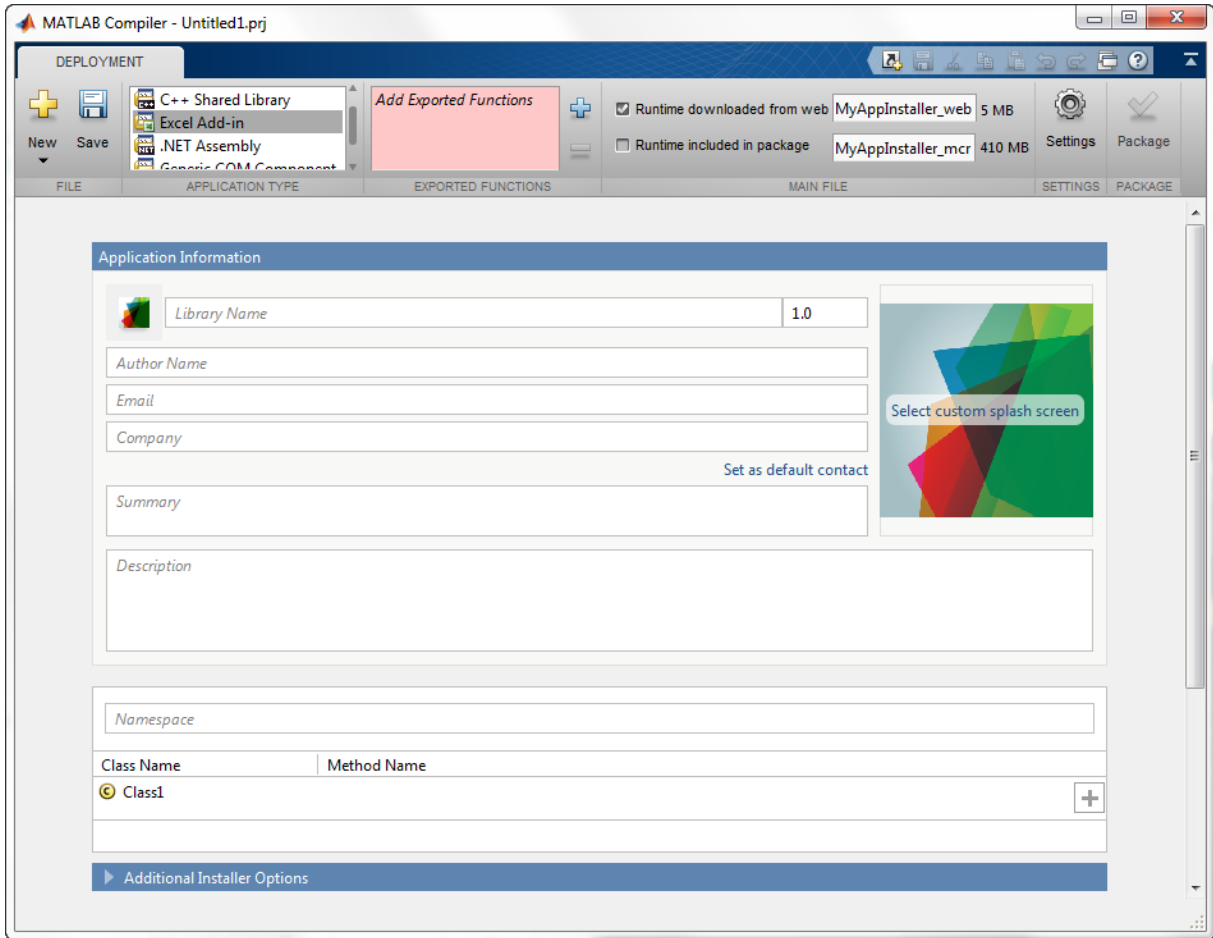 MATLAB Compiler - Untitled1.prj
DEPLOYMENT
New
Save
C++ Shared Library
Excel Add-in
.NET Assembly
Generic COM Component
Add Exported Functions
Runtime downloaded from web MyAppInstaller_web 5 MB
Runtime included in package MyAppInstaller_mcr 410 MB
Settings
Package
FILE APPLICATION TYPE EXPORTED FUNCTIONS MAIN FILE SETTINGS PACKAGE
Application Information
Library Name 1.0
Author Name
Email
Company
Set as default contact
Summary
Select custom splash screen
Description
Namespace
Class Name Method Name
Class1
Additional Installer Options